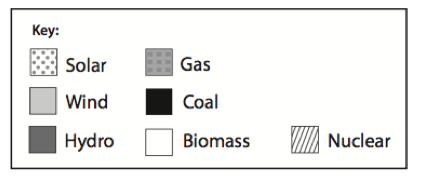 Key:
Solar Gas
Wind Coal
Hydro Biomass Nuclear